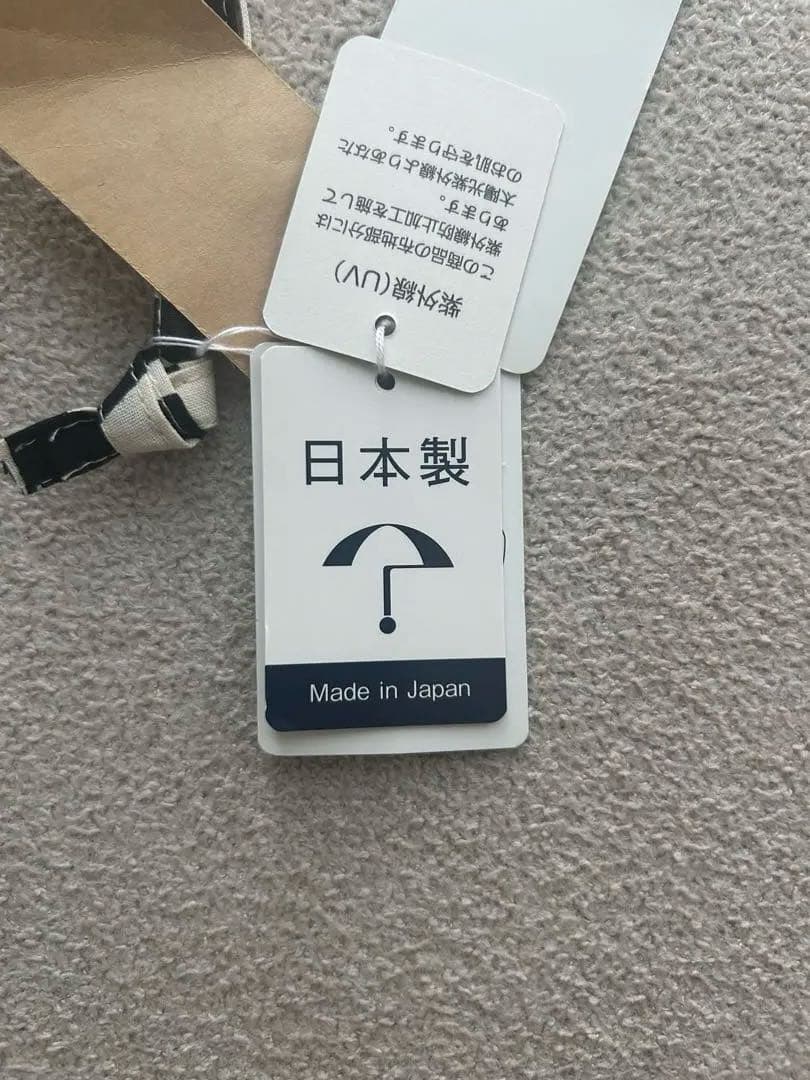 紫外線(UV)
この商品の布地部分には
紫外線防止加工を施して
あります。
太陽光紫外線よりあなた
のお肌を守ります。
日本製
Made in Japan